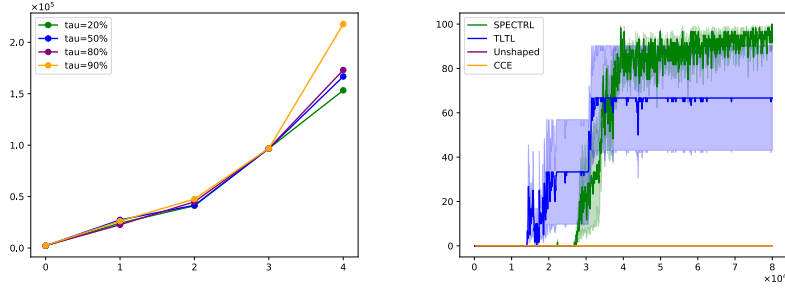 ×10⁵
tau=20%
tau=50%
tau=80%
tau=90%
2.0
1.5
1.0
0.5
0.0
0 1 2 3 4
SPECTRL
TLTL
Unshaped
CCE
100
80
60
40
20
0
0 1 2 3 4 5 6 7 8